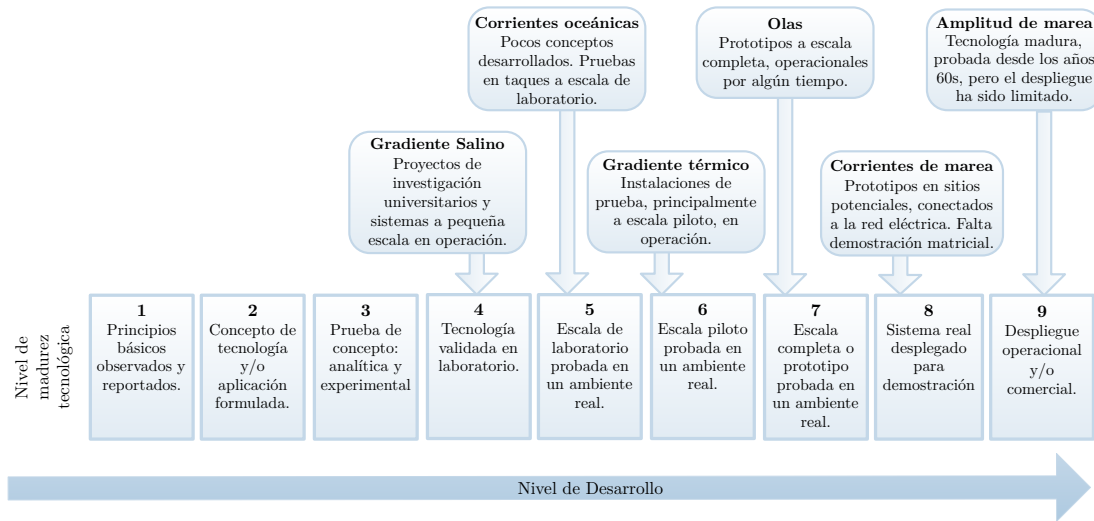 Corrientes oceánicas
Pocos conceptos
desarrollados. Pruebas
en taques a escala de
laboratorio.
Olas
Prototipos a escala
completa, operacionales
por algún tiempo.
Amplitud de marea
Tecnología madura,
probada desde los años
60s, pero el despliegue
ha sido limitado.
Gradiente Salino
Proyectos de
investigación
universitarios y
sistemas a pequeña
escala en operación.
Gradiente térmico
Instalaciones de
prueba, principalmente
a escala piloto, en
operación.
Corrientes de marea
Prototipos en sitios
potenciales, conectados
a la red eléctrica. Falta
demostración matricial.
Nivel de
madurez
tecnológica
1
Principios
básicos
observados y
reportados.
2
Concepto de
tecnología
y/o
aplicación
formulada.
3
Prueba de
concepto:
analítica y
experimental
4
Tecnología
validada en
laboratorio.
5
Escala de
laboratorio
probada en
un ambiente
real.
6
Escala piloto
probada en
un ambiente
real.
7
Escala
completa o
prototipo
probada en
un ambiente
real.
8
Sistema real
desplegado
para
demostración
9
Despliegue
operacional
y/o
comercial.
Nivel de Desarrollo